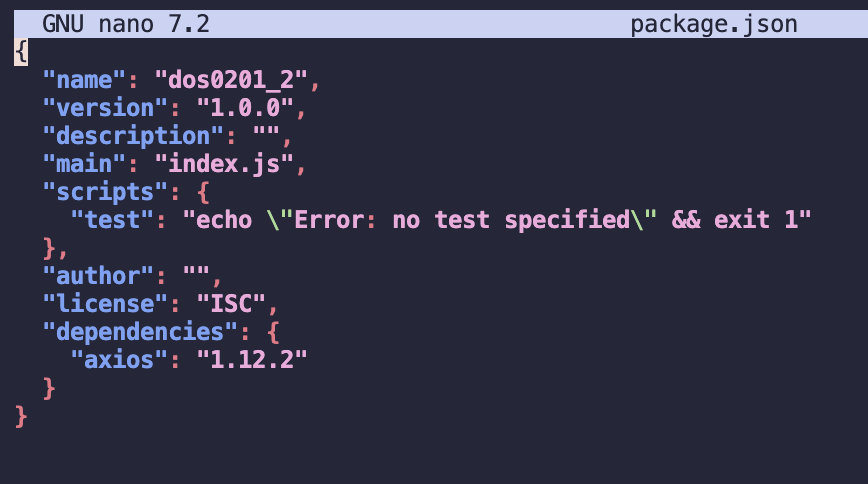 GNU nano 7.2 package.json
{
  "name": "dos0201_2",
  "version": "1.0.0",
  "description": "",
  "main": "index.js",
  "scripts": {
    "test": "echo \"Error: no test specified\" && exit 1"
  },
  "author": "",
  "license": "ISC",
  "dependencies": {
    "axios": "1.12.2"
  }
}